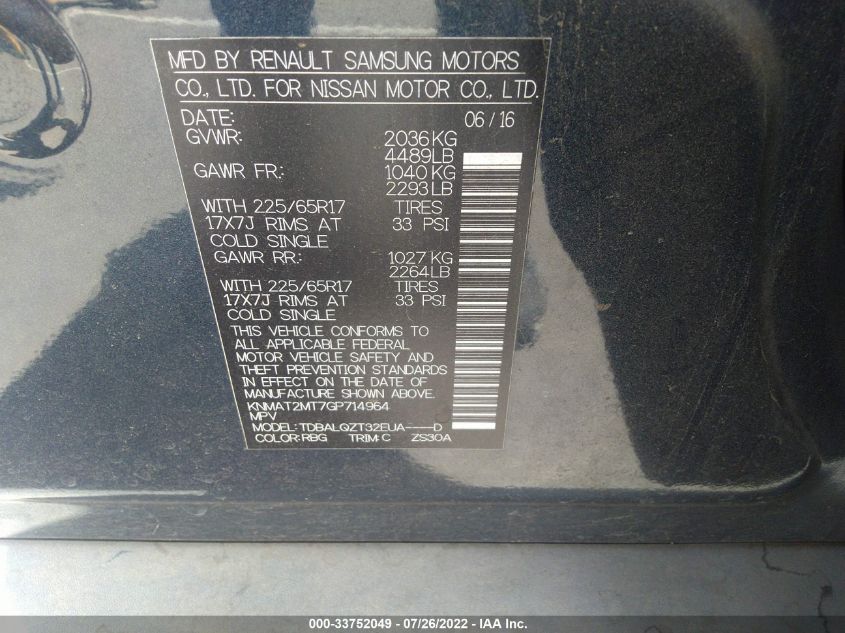 MFD BY RENAULT SAMSUNG MOTORS
CO., LTD. FOR NISSAN MOTOR CO., LTD.
DATE: 06 / 16
GVWR: 2036 KG
4489LB
GAWR FR: 1040 KG
2293 LB
WITH 225/65R17 TIRES
17X7J RIMS AT 33 PSI
COLD SINGLE
GAWR RR: 1027 KG
2264LB
WITH 225/65R17 TIRES
17X7J RIMS AT 33 PSI
COLD SINGLE
THIS VEHICLE CONFORMS TO
ALL APPLICABLE FEDERAL
MOTOR VEHICLE SAFETY AND
THEFT PREVENTION STANDARDS
IN EFFECT ON THE DATE OF
MANUFACTURE SHOWN ABOVE.
KNMAT2MT7GP714964
MPV
MODEL: TDBALQZT32EUA----D
COLOR: RBG TRIM: C ZS30A
000-33752049 - 07/26/2022 - IAA Inc.